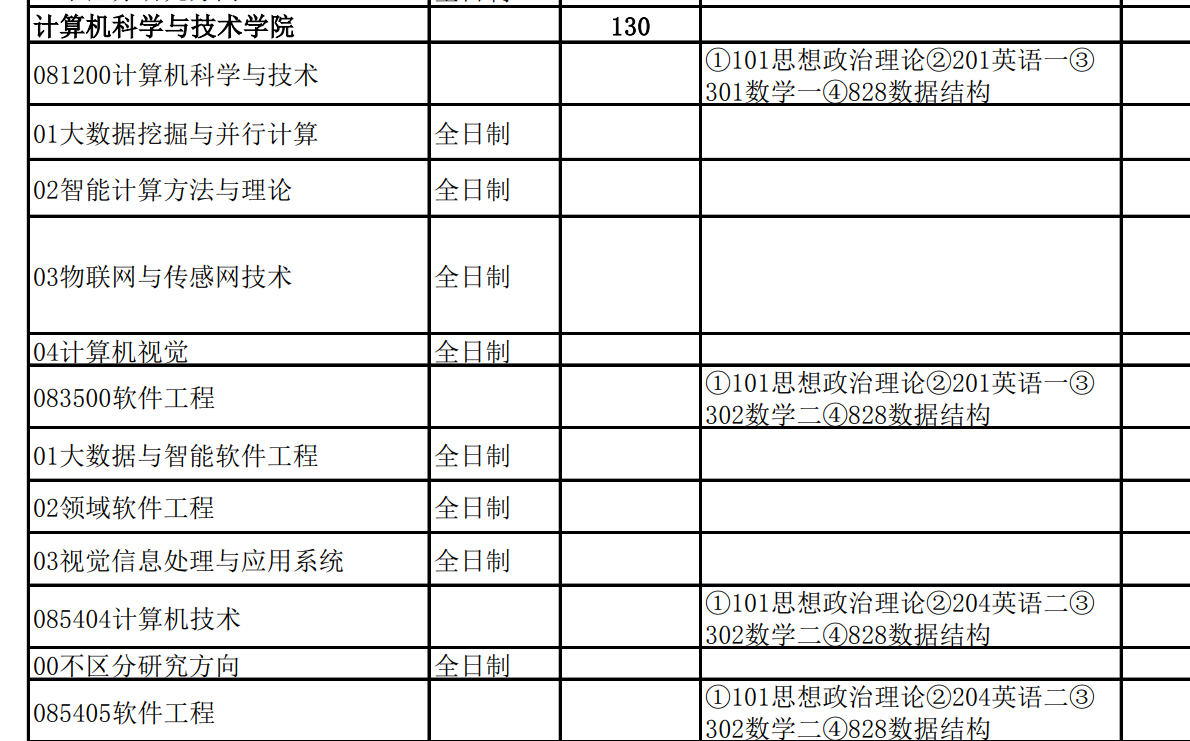 全日制
计算机科学与技术学院 130
081200计算机科学与技术 ①101思想政治理论②201英语一③
301数学一④828数据结构
01大数据挖掘与并行计算 全日制
02智能计算方法与理论 全日制
03物联网与传感网技术 全日制
04计算机视觉 全日制
083500软件工程 ①101思想政治理论②201英语一③
302数学二④828数据结构
01大数据与智能软件工程 全日制
02领域软件工程 全日制
03视觉信息处理与应用系统 全日制
085404计算机技术 ①101思想政治理论②204英语二③
302数学二④828数据结构
00不区分研究方向 全日制
085405软件工程 ①101思想政治理论②204英语二③
302数学二④828数据结构